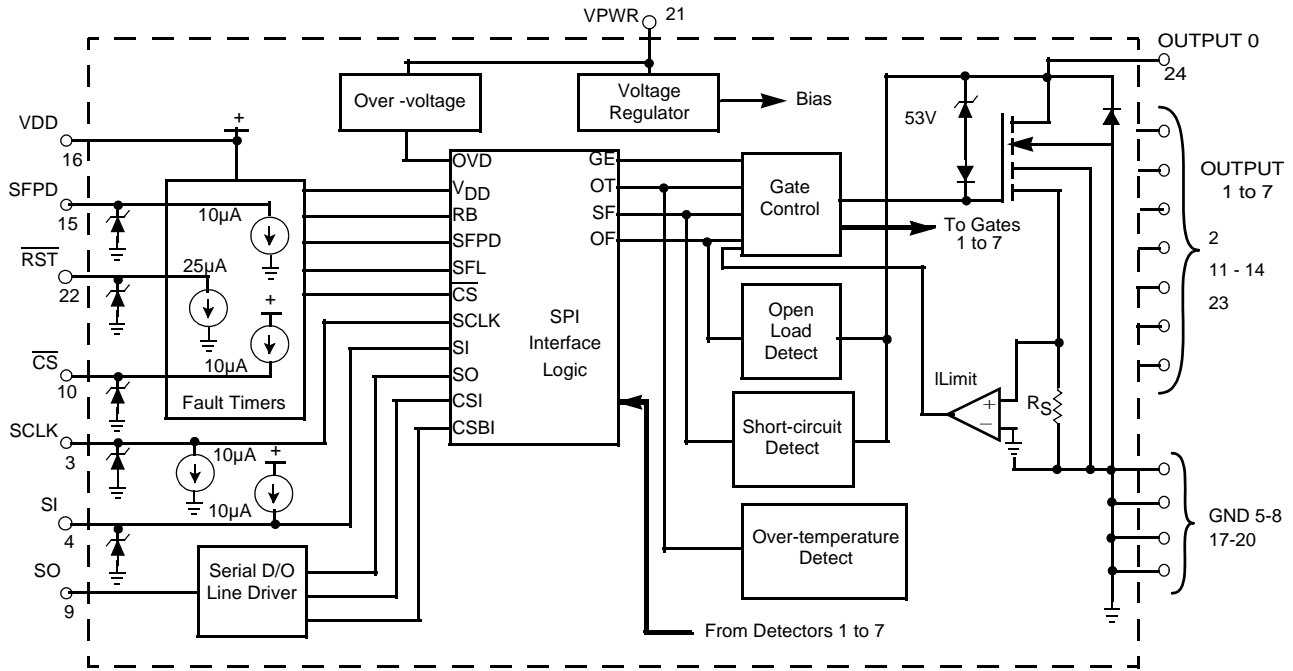 VPWR 21
OUTPUT 0
24
Over -voltage
Voltage
Regulator
Bias
53V
VDD
16
+
OVD
VDD
RB
SFPD
SFL
CS
SCLK
SI
SO
CSI
CSBI
GE
OT
SF
OF
SPI
Interface
Logic
Gate
Control
To Gates
1 to 7
OUTPUT
1 to 7
2
11 - 14
23
SFPD
15
10µA
RST
22
25µA
+
10µA
CS
10
Fault Timers
Open
Load
Detect
ILimit
+
−
RS
Short-circuit
Detect
SCLK
3
10µA
+
10µA
SI
4
Over-temperature
Detect
GND 5-8
17-20
SO
9
Serial D/O
Line Driver
From Detectors 1 to 7